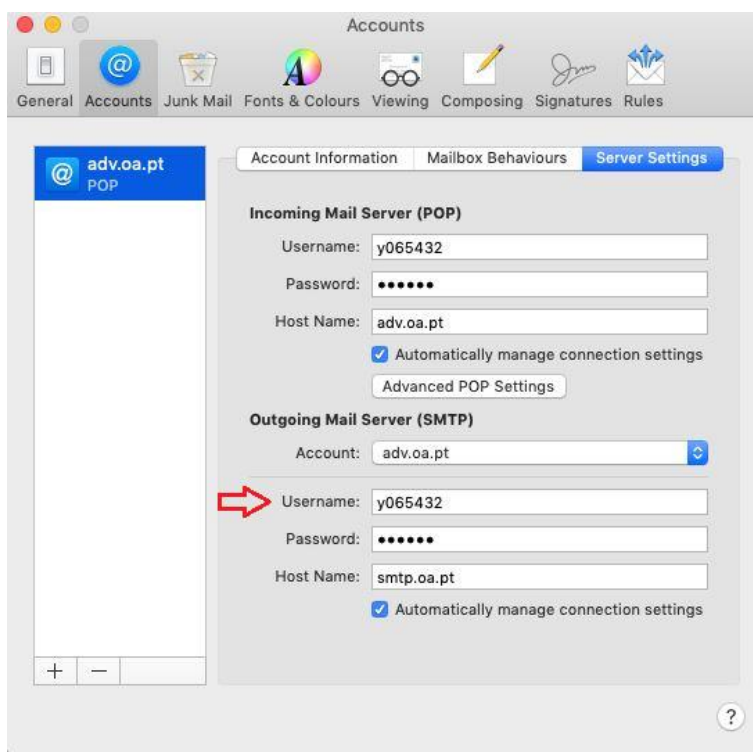 Accounts
General Accounts Junk Mail Fonts & Colours Viewing Composing Signatures Rules
adv.oa.pt
POP
Account Information Mailbox Behaviours Server Settings
Incoming Mail Server (POP)
Username: y065432
Password: ••••••
Host Name: adv.oa.pt
Automatically manage connection settings
Advanced POP Settings
Outgoing Mail Server (SMTP)
Account: adv.oa.pt
Username: y065432
Password: ••••••
Host Name: smtp.oa.pt
Automatically manage connection settings
+ −
?